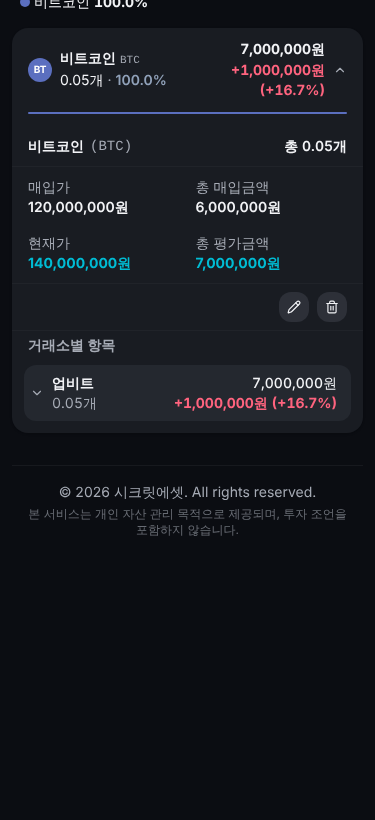 비트코인 100.0%
BT
비트코인 BTC
0.05개 · 100.0%
7,000,000원
+1,000,000원
(+16.7%)
비트코인 (BTC)
총 0.05개
매입가
총 매입금액
120,000,000원
6,000,000원
현재가
총 평가금액
140,000,000원
7,000,000원
거래소별 항목
업비트
7,000,000원
0.05개
+1,000,000원 (+16.7%)
© 2026 시크릿에셋. All rights reserved.
본 서비스는 개인 자산 관리 목적으로 제공되며, 투자 조언을
포함하지 않습니다.